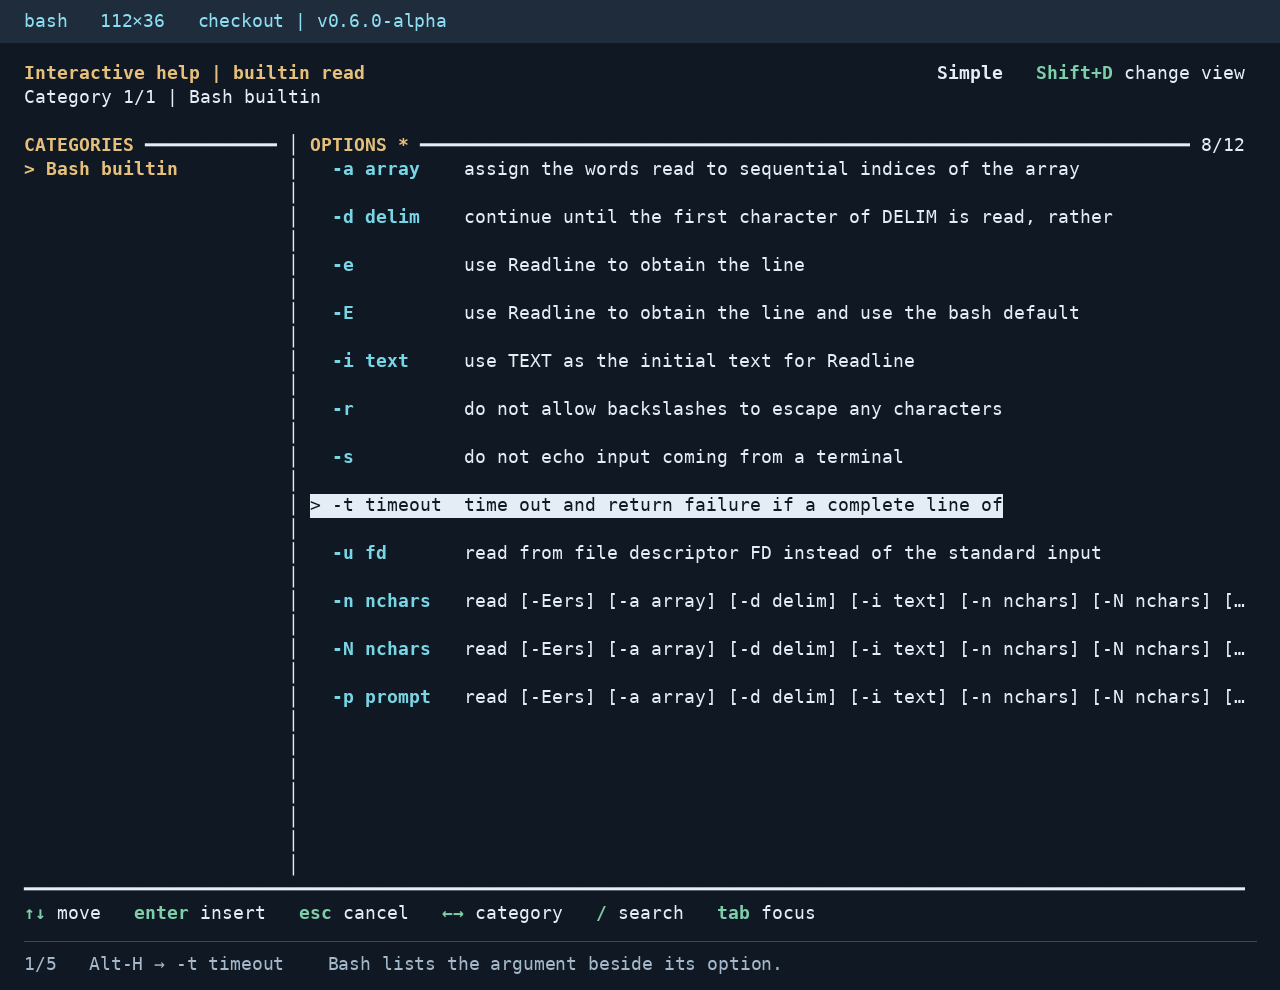 bash 112×36 checkout | v0.6.0-alpha
Interactive help | builtin read Simple Shift+D change view
Category 1/1 | Bash builtin
CATEGORIES OPTIONS * 8/12
> Bash builtin -a array assign the words read to sequential indices of the array
-d delim continue until the first character of DELIM is read, rather
-e use Readline to obtain the line
-E use Readline to obtain the line and use the bash default
-i text use TEXT as the initial text for Readline
-r do not allow backslashes to escape any characters
-s do not echo input coming from a terminal
> -t timeout time out and return failure if a complete line of
-u fd read from file descriptor FD instead of the standard input
-n nchars read [-Eers] [-a array] [-d delim] [-i text] [-n nchars] [-N nchars] […
-N nchars read [-Eers] [-a array] [-d delim] [-i text] [-n nchars] [-N nchars] […
-p prompt read [-Eers] [-a array] [-d delim] [-i text] [-n nchars] [-N nchars] […
↑↓ move enter insert esc cancel ←→ category / search tab focus
1/5 Alt-H → -t timeout Bash lists the argument beside its option.